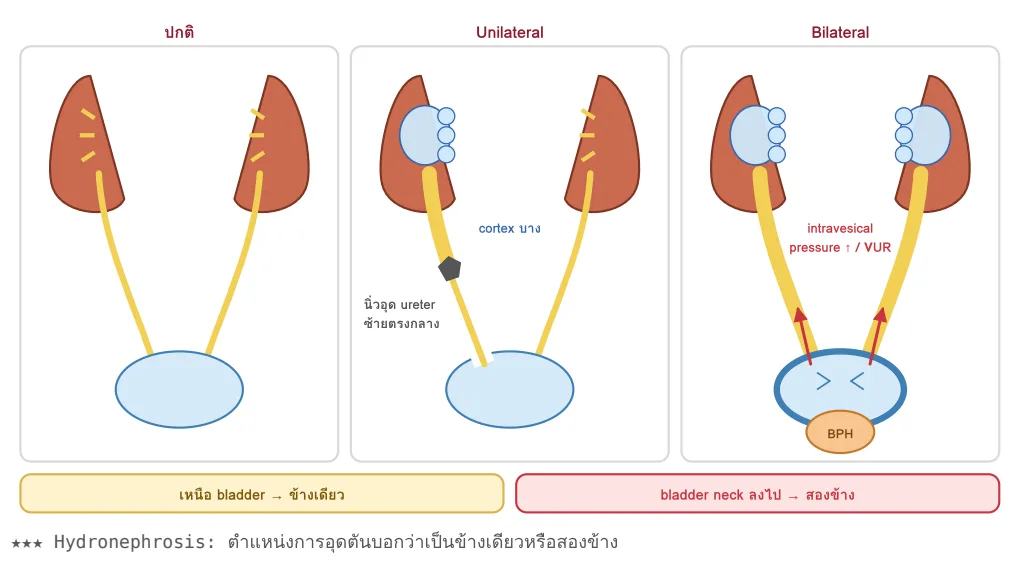 ปกติ
Unilateral
Bilateral
cortex บาง
นิ่วอุด ureter
ซ้ายตรงกลาง
intravesical
pressure ↑ / VUR
BPH
เหนือ bladder → ข้างเดียว
bladder neck ลงไป → สองข้าง
★★★ Hydronephrosis: ตำแหน่งการอุดตันบอกว่าเป็นข้างเดียวหรือสองข้าง